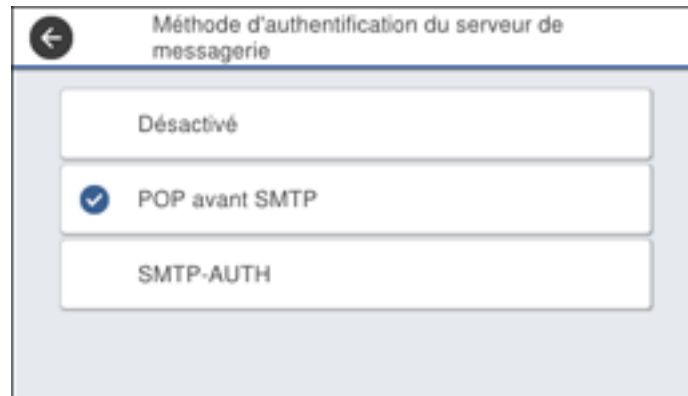 Méthode d'authentification du serveur de
messagerie
Désactivé
POP avant SMTP
SMTP-AUTH